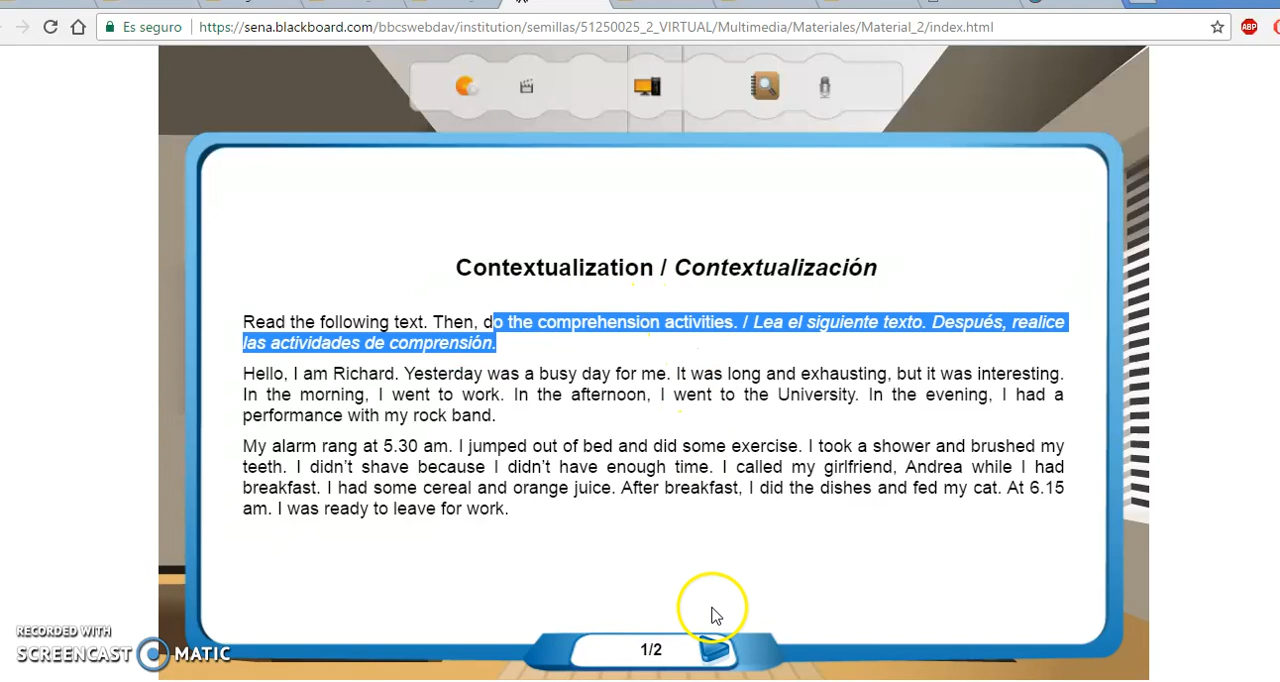 Es seguro https://sena.blackboard.com/bbcswebdav/institution/semillas/51250025_2_VIRTUAL/Multimedia/Materiales/Material_2/index.html
ABP
Contextualization / Contextualización
Read the following text. Then, do the comprehension activities. / Lea el siguiente texto. Después, realice
las actividades de comprensión.
Hello, I am Richard. Yesterday was a busy day for me. It was long and exhausting, but it was interesting.
In the morning, I went to work. In the afternoon, I went to the University. In the evening, I had a
performance with my rock band.
My alarm rang at 5.30 am. I jumped out of bed and did some exercise. I took a shower and brushed my
teeth. I didn't shave because I didn't have enough time. I called my girlfriend, Andrea while I had
breakfast. I had some cereal and orange juice. After breakfast, I did the dishes and fed my cat. At 6.15
am. I was ready to leave for work.
1/2
RECORDED WITH
SCREENCAST MATIC